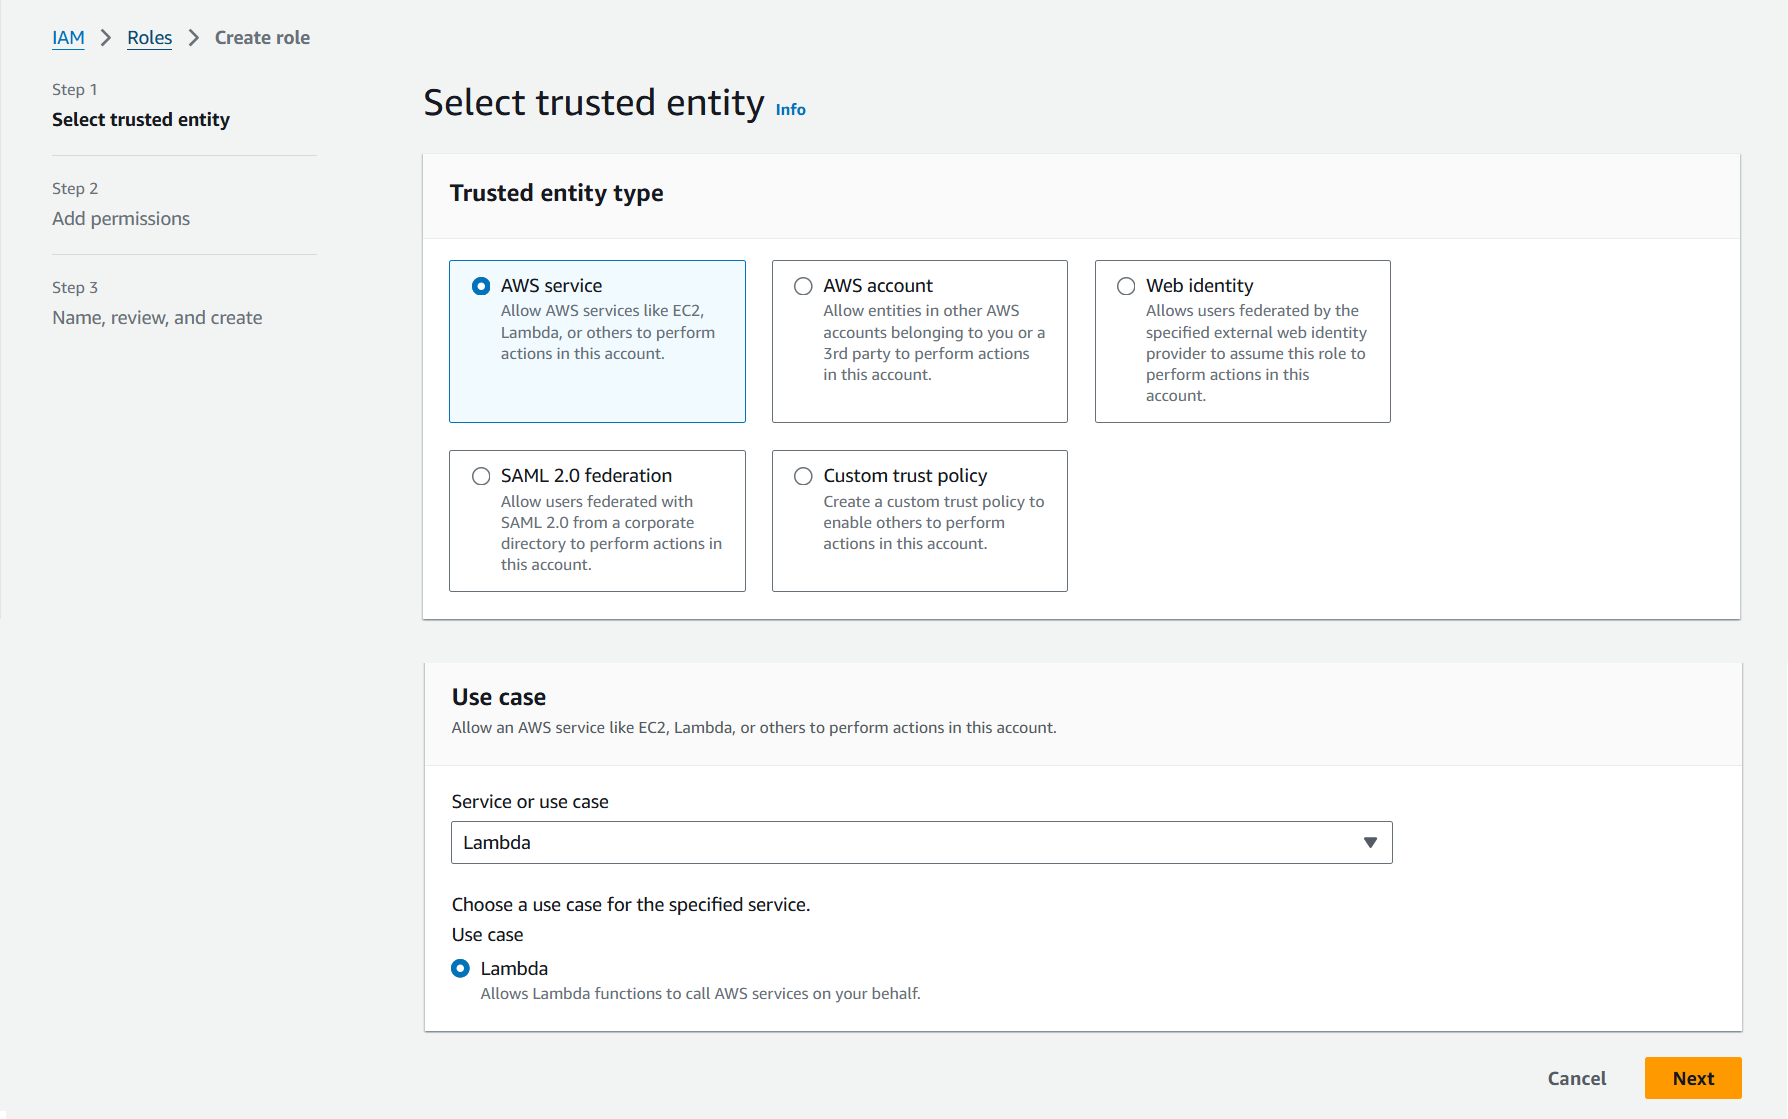 IAM > Roles > Create role
Step 1
Select trusted entity
Step 2
Add permissions
Step 3
Name, review, and create
Select trusted entity Info
Trusted entity type
AWS service
Allow AWS services like EC2,
Lambda, or others to perform
actions in this account.
AWS account
Allow entities in other AWS
accounts belonging to you or a
3rd party to perform actions
in this account.
Web identity
Allows users federated by the
specified external web identity
provider to assume this role to
perform actions in this
account.
SAML 2.0 federation
Allow users federated with
SAML 2.0 from a corporate
directory to perform actions in
this account.
Custom trust policy
Create a custom trust policy to
enable others to perform
actions in this account.
Use case
Allow an AWS service like EC2, Lambda, or others to perform actions in this account.
Service or use case
Lambda
Choose a use case for the specified service.
Use case
Lambda
Allows Lambda functions to call AWS services on your behalf.
Cancel Next